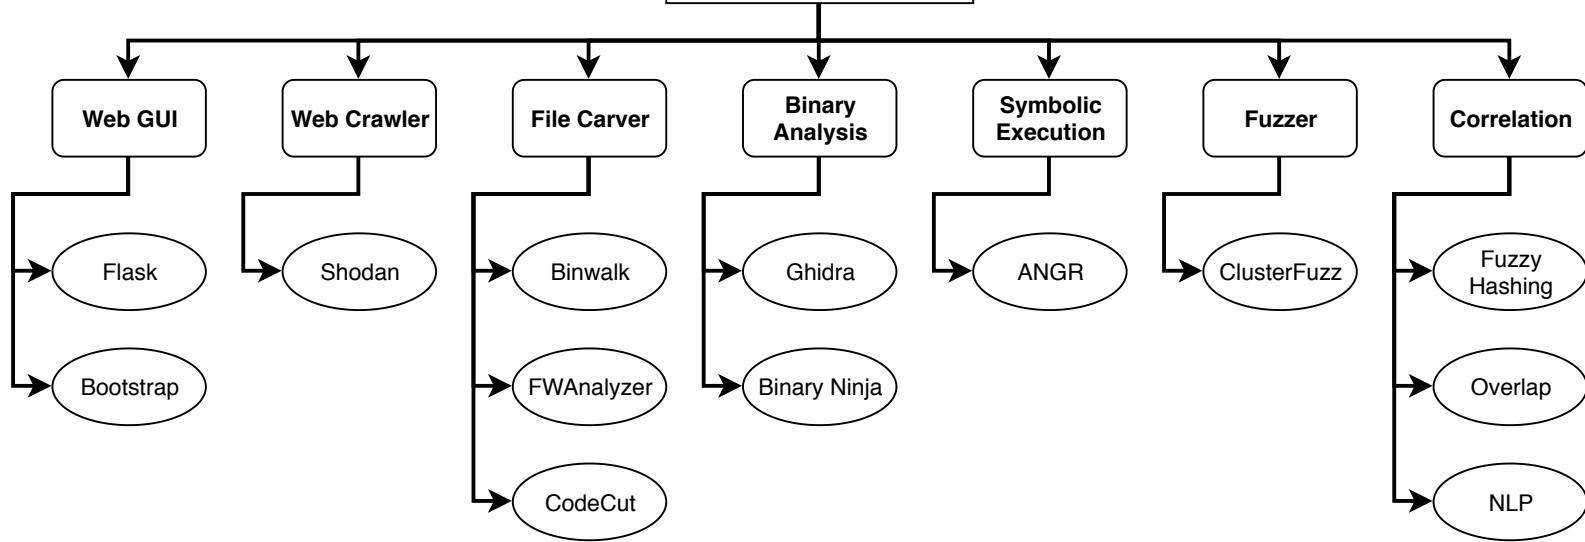 Web GUI
Web Crawler
File Carver
Binary
Analysis
Symbolic
Execution
Fuzzer
Correlation
Flask
Shodan
Binwalk
Ghidra
ANGR
ClusterFuzz
Fuzzy
Hashing
Bootstrap
FWAnalyzer
Binary Ninja
Overlap
CodeCut
NLP